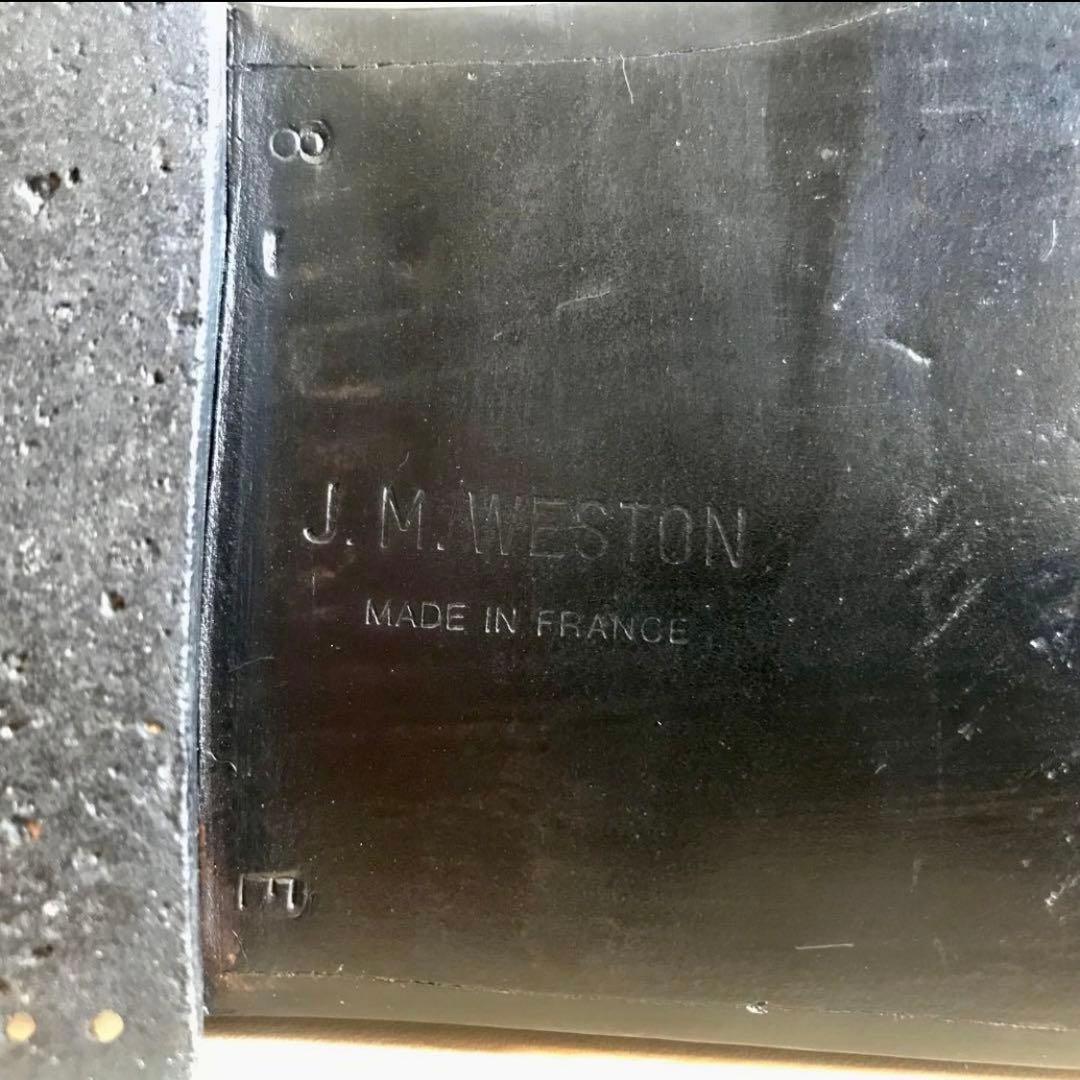 8
J. M. WESTON
MADE IN FRANCE
E